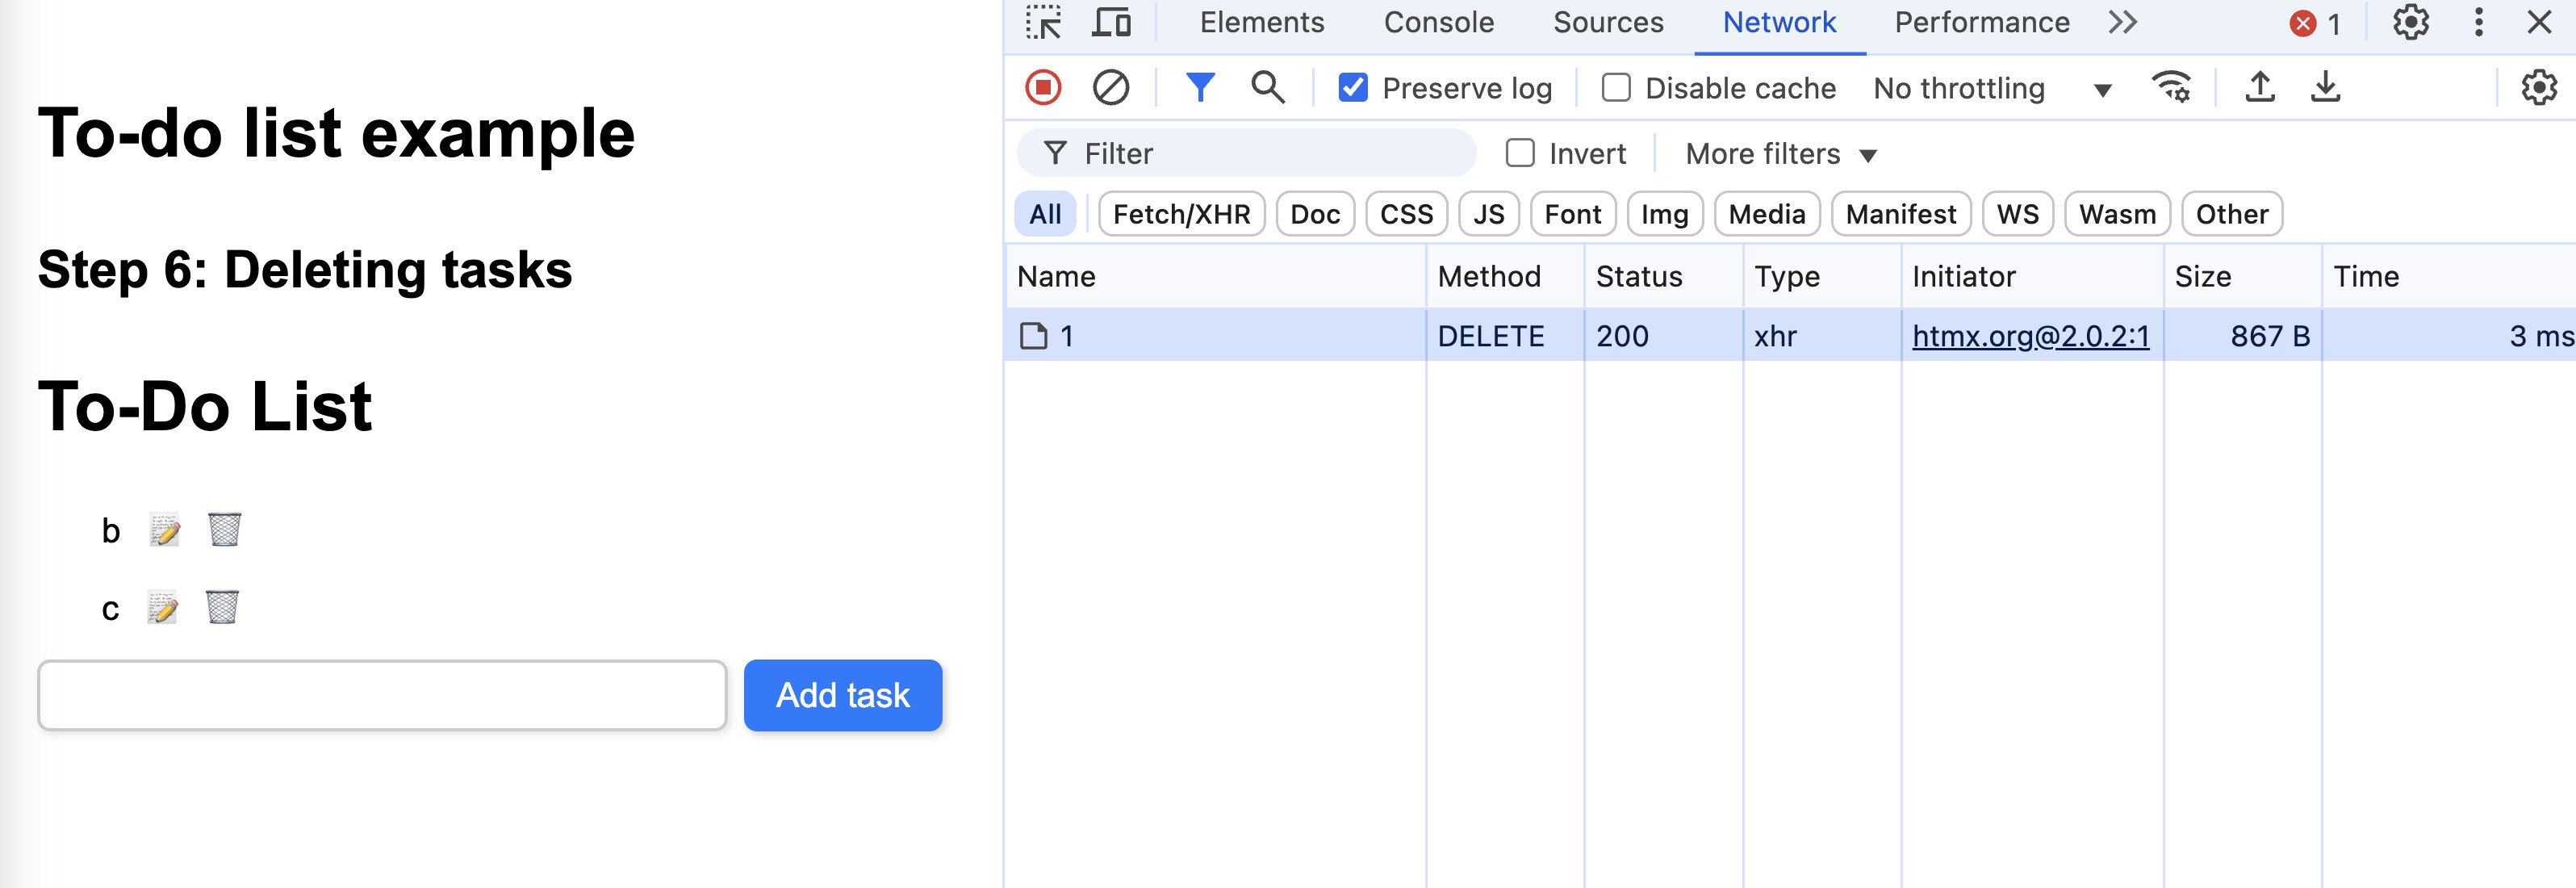 To-do list example
Step 6: Deleting tasks
To-Do List
b
c
Add task
Elements Console Sources Network Performance 1
Preserve log Disable cache No throttling
Filter Invert More filters
All Fetch/XHR Doc CSS JS Font Img Media Manifest WS Wasm Other
Name Method Status Type Initiator Size Time
1 DELETE 200 xhr htmx.org@2.0.2:1 867 B 3 ms